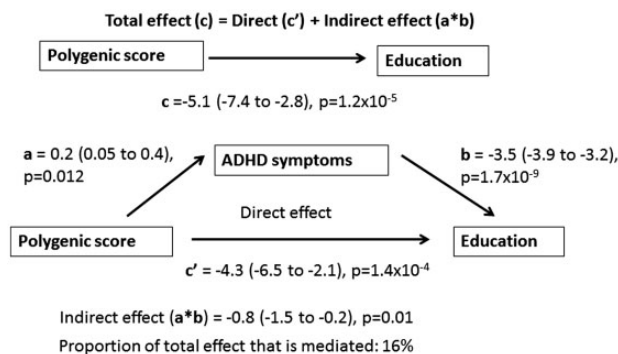 Total effect (c) = Direct (c′) + Indirect effect (a*b)
Polygenic score
Education
c =-5.1 (-7.4 to -2.8), p=1.2x10⁻⁵
a = 0.2 (0.05 to 0.4),
p=0.012
ADHD symptoms
b = -3.5 (-3.9 to -3.2),
p=1.7x10⁻⁹
Direct effect
Polygenic score
Education
c′ = -4.3 (-6.5 to -2.1), p=1.4x10⁻⁴
Indirect effect (a*b) = -0.8 (-1.5 to -0.2), p=0.01
Proportion of total effect that is mediated: 16%